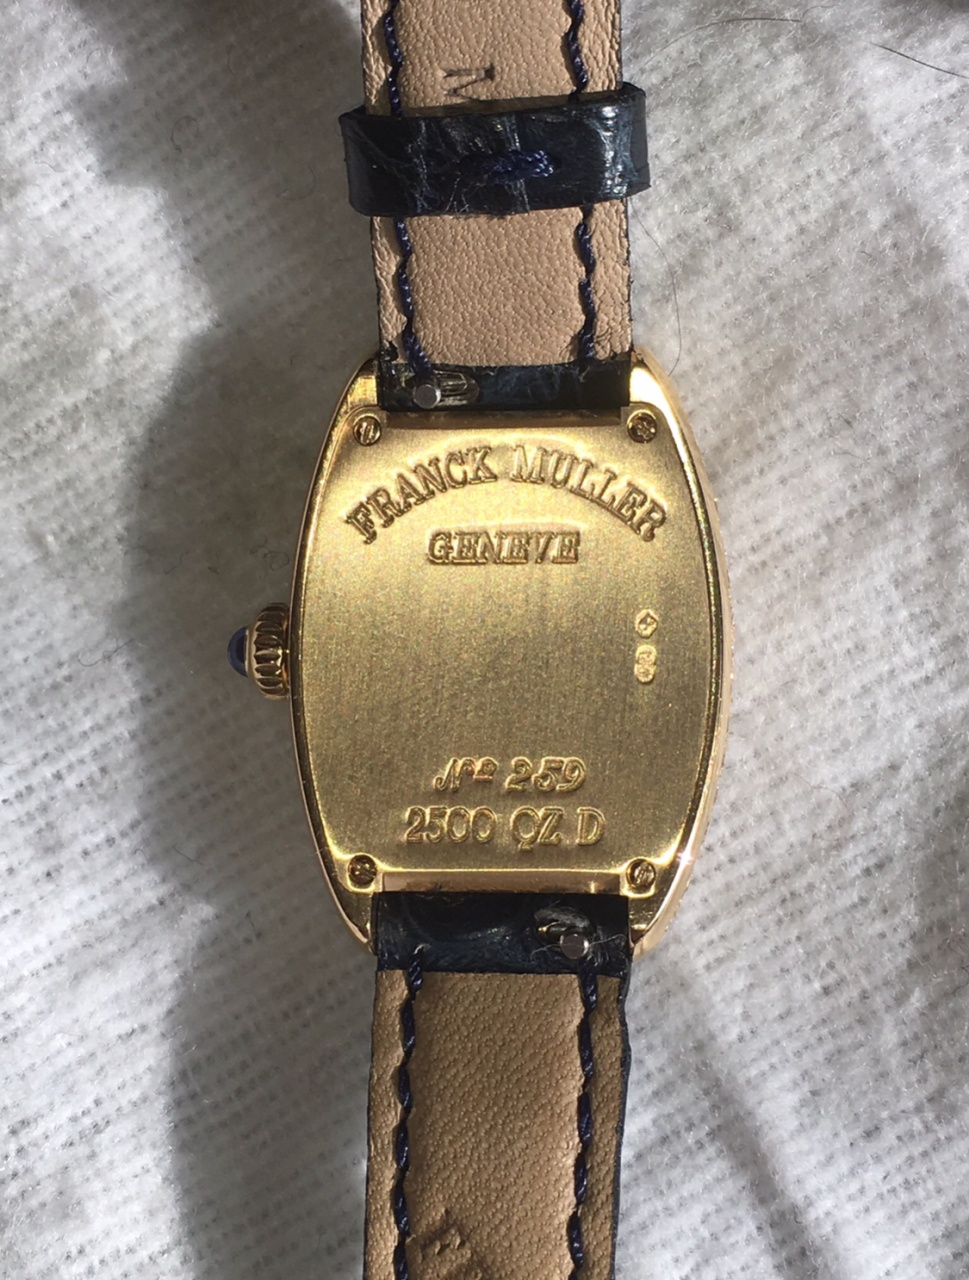 M
FRANCK MULLER
GENEVE
Nº 259
2500 QZ D